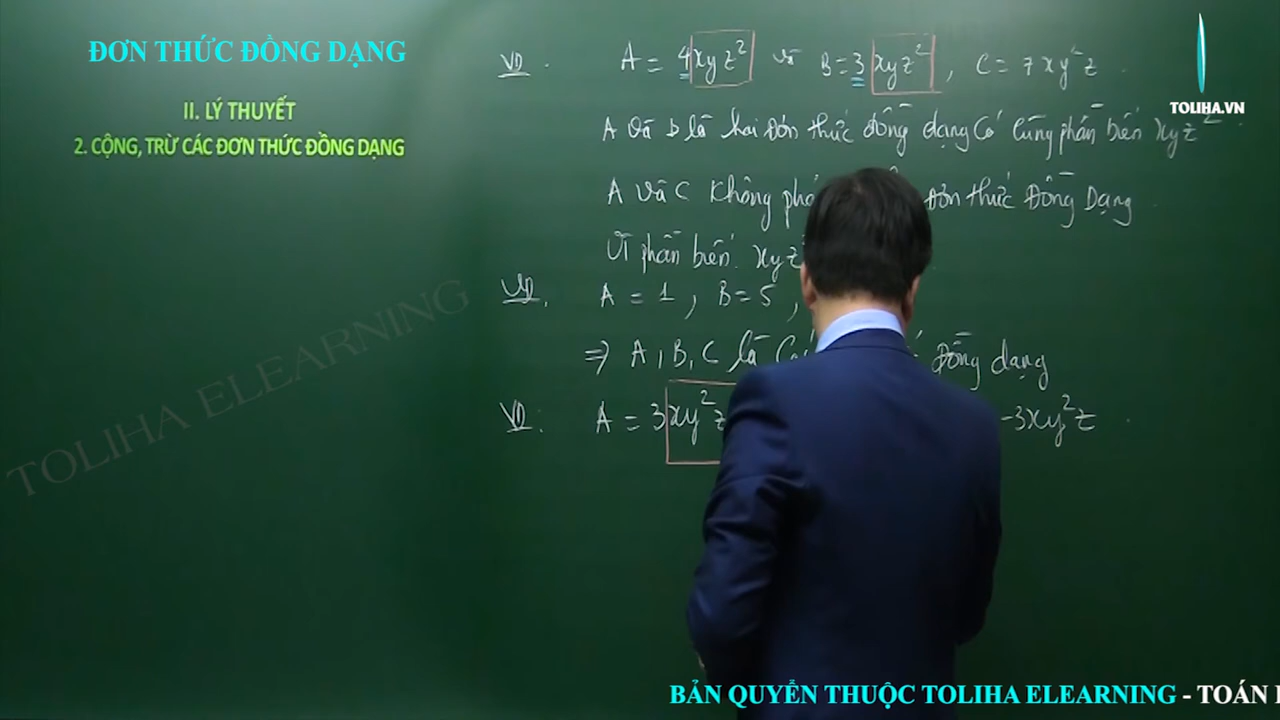 ĐƠN THỨC ĐỒNG DẠNG
II. LÝ THUYẾT
2. CỘNG, TRỪ CÁC ĐƠN THỨC ĐỒNG DẠNG
TOLIHA.VN
VD. A = 4xyz² và B = 3xyz², C = 7xy²z
A và B là hai đơn thức đồng dạng Có Cùng phần biến xyz².
A và C Không Đơn thức Đồng Dạng
Vì phần biến xyz
VD. A = 1, B = 5,
⇒ A, B, C là Đồng dạng
VD: A = 3xy²z -3xy²z
TOLIHA ELEARNING
BẢN QUYỀN THUỘC TOLIHA ELEARNING - TOÁN